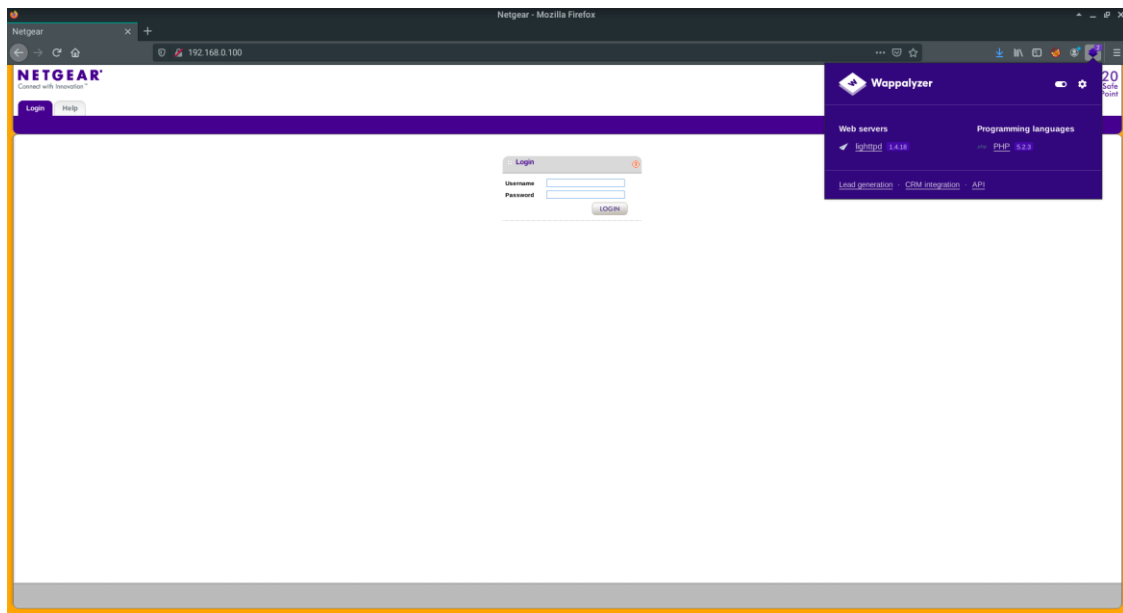 Netgear - Mozilla Firefox
Netgear
192.168.0.100
NETGEAR®
Connect with Innovation™
Login Help
Wappalyzer
20
Safe
Point
Web servers Programming languages
lighttpd 1.4.18 PHP 5.2.3
Lead generation · CRM integration · API
Login
Username
Password
LOGIN